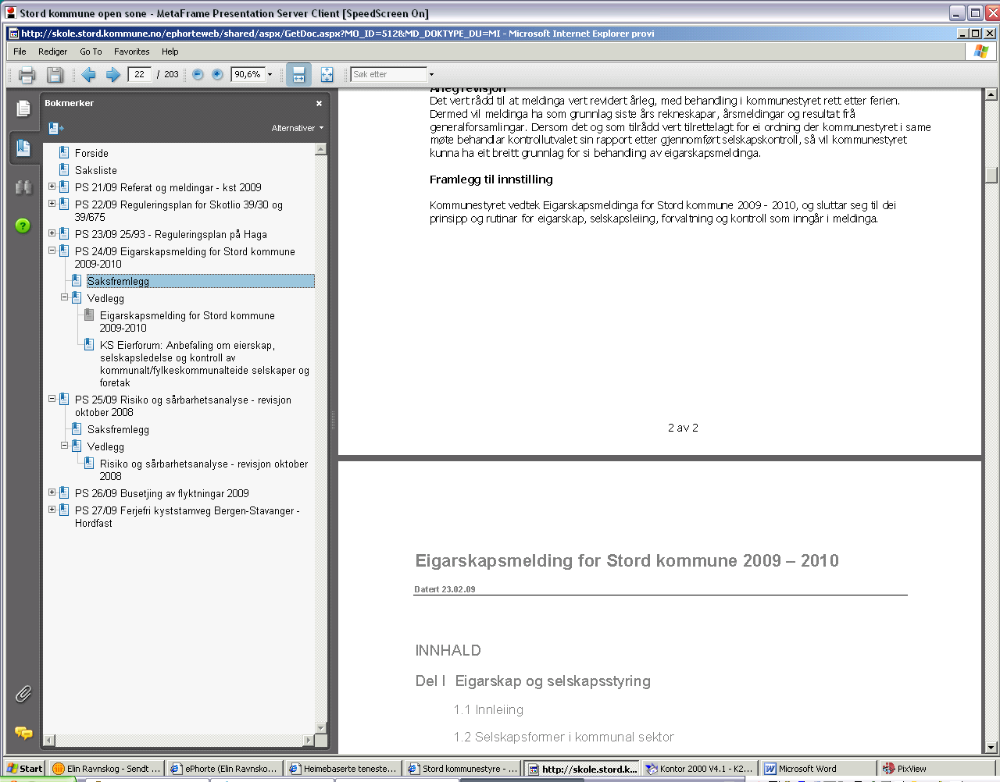 Stord kommune open sone - MetaFrame Presentation Server Client [SpeedScreen On]
http://skole.stord.kommune.no/ephorteweb/shared/aspx/GetDoc.aspx?MO_ID=512&MD_DOKTYPE_DU=MI - Microsoft Internet Explorer provi
File Rediger Go To Favorites Help
22 / 203 90,6% Søk etter
Bokmerker
Alternativer
Forside
Saksliste
PS 21/09 Referat og meldingar - kst 2009
PS 22/09 Reguleringsplan for Skotlio 39/30 og
39/675
PS 23/09 25/93 - Reguleringsplan på Haga
PS 24/09 Eigarskapsmelding for Stord kommune
2009-2010
Saksfremlegg
Vedlegg
Eigarskapsmelding for Stord kommune
2009-2010
KS Eierforum: Anbefaling om eierskap,
selskapsledelse og kontroll av
kommunalt/fylkeskommunalteide selskaper og
foretak
PS 25/09 Risiko og sårbarhetsanalyse - revisjon
oktober 2008
Saksfremlegg
Vedlegg
Risiko og sårbarhetsanalyse - revisjon oktober
2008
PS 26/09 Busetjing av flyktningar 2009
PS 27/09 Ferjefri kyststamveg Bergen-Stavanger -
Hordfast
Årleg revisjon
Det vert rådd til at meldinga vert revidert årleg, med behandling i kommunestyret rett etter ferien.
Dermed vil meldinga ha som grunnlag siste års rekneskapar, årsmeldingar og resultat frå
generalforsamlingar. Dersom det og som tilrådd vert tilrettelagt for ei ordning der kommunestyret i same
møte behandlar kontrollutvalet sin rapport etter gjennomført selskapskontroll, så vil kommunestyret
kunna ha eit breitt grunnlag for si behandling av eigarskapsmeldinga.
Framlegg til innstilling
Kommunestyret vedtek Eigarskapsmeldinga for Stord kommune 2009 - 2010, og sluttar seg til dei
prinsipp og rutinar for eigarskap, selskapsleiing, forvaltning og kontroll som inngår i meldinga.
2 av 2
Eigarskapsmelding for Stord kommune 2009 – 2010
Datert 23.02.09
INNHALD
Del I Eigarskap og selskapsstyring
1.1 Innleiing
1.2 Selskapsformer i kommunal sektor
Start Elin Ravnskog - Sendt ... ePhorte (Elin Ravnsko... Heimebaserte teneste... Stord kommunestyre - ... http://skole.stord.k... Kontor 2000 V4.1 - K2... Microsoft Word PixView